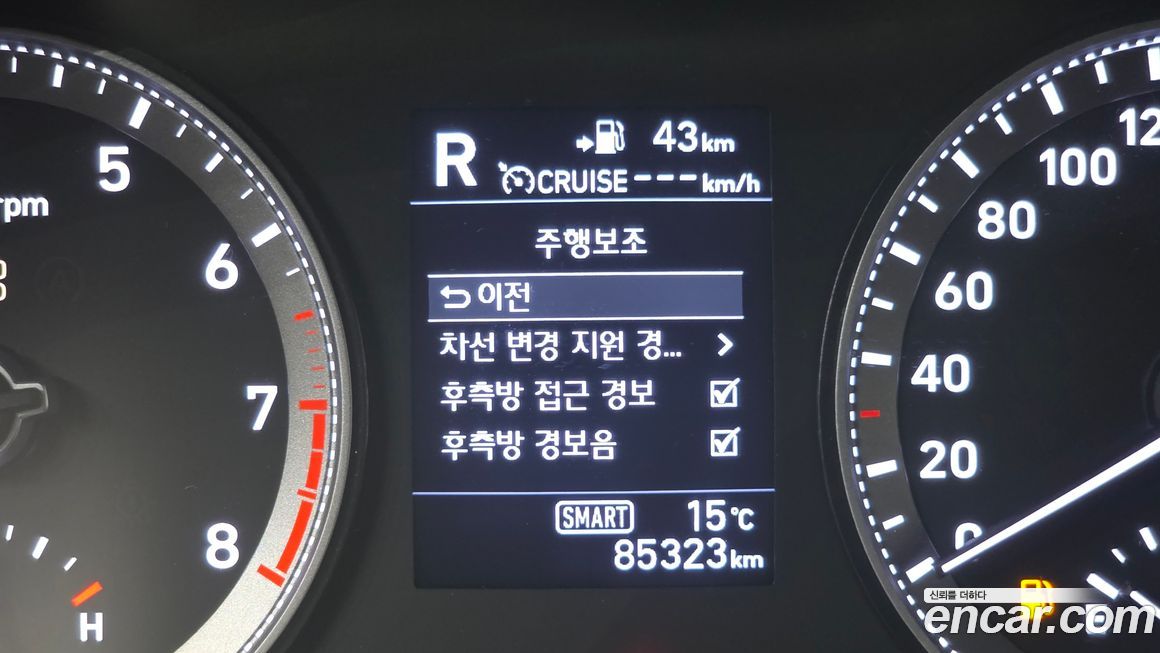 R
43km
CRUISE ---km/h
주행보조
이전
차선 변경 지원 경...
후측방 접근 경보
후측방 경보음
SMART 15℃
85323km
5
rpm
6
7
8
H
100
80
60
40
20
0
신뢰를 더하다
encar.com